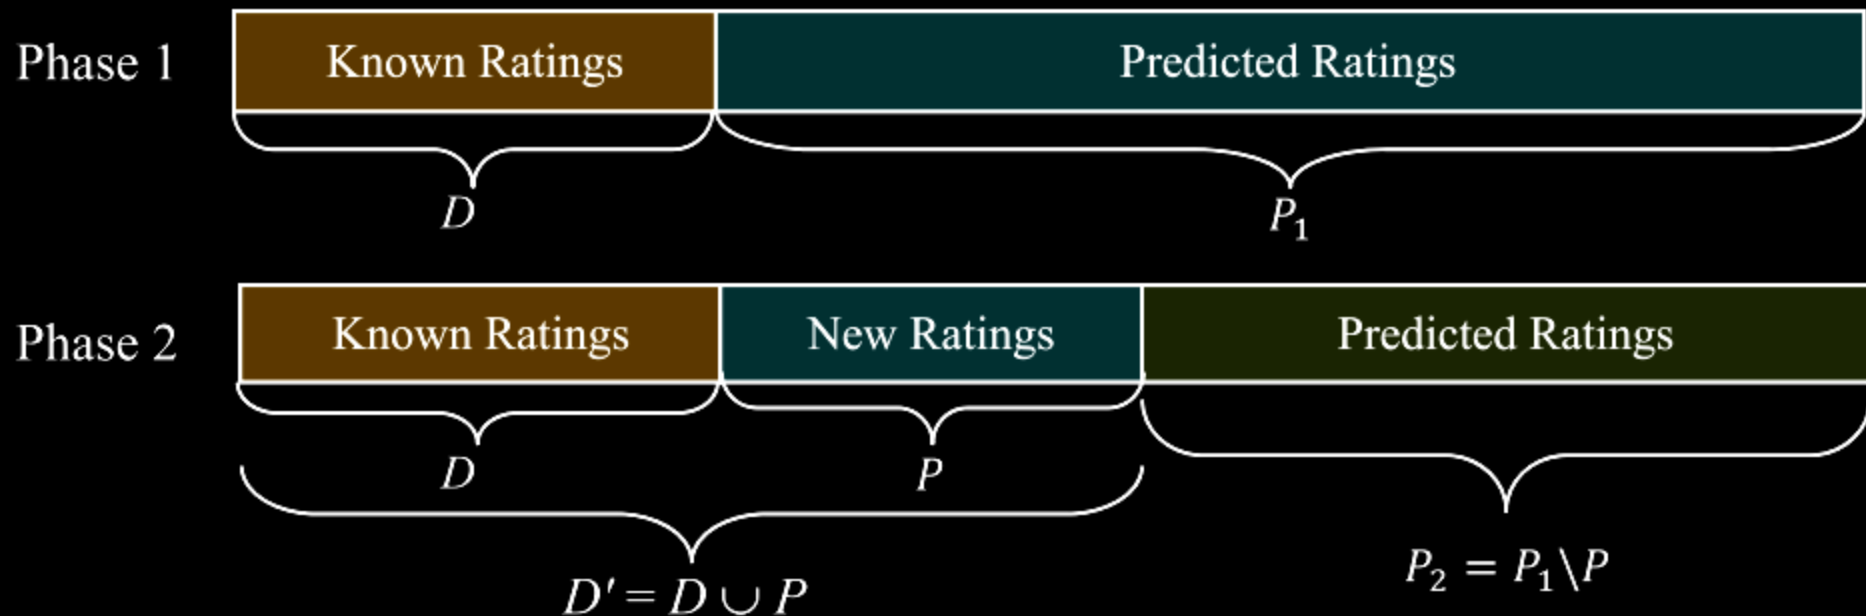 Phase 1 Known Ratings Predicted Ratings
D P₁
Phase 2 Known Ratings New Ratings Predicted Ratings
D P
D′ = D ∪ P P₂ = P₁\P